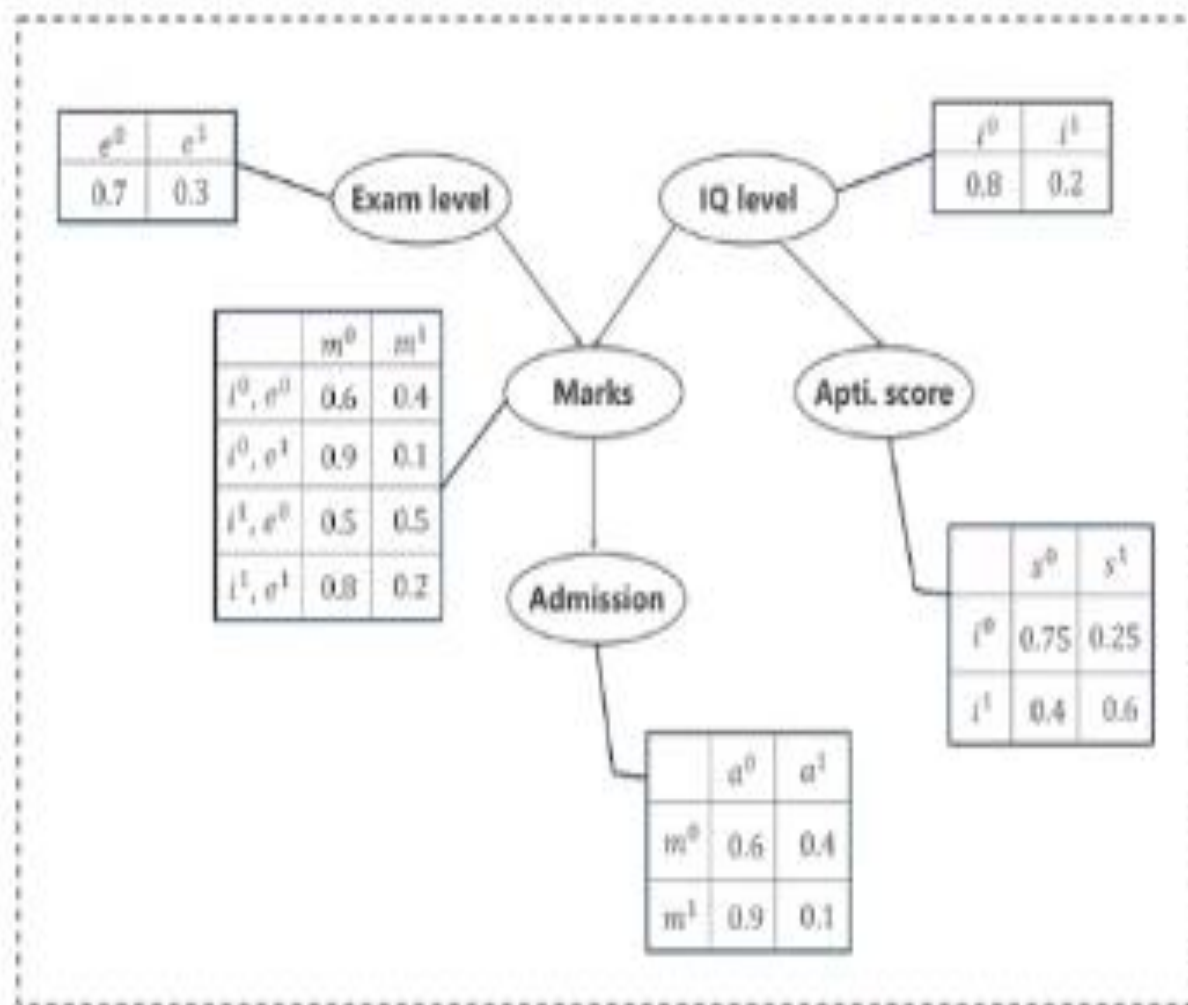 e⁰ e¹
0.7 0.3
Exam level
IQ level
i⁰ i¹
0.8 0.2
m⁰ m¹
i⁰, e⁰ 0.6 0.4
i⁰, e¹ 0.9 0.1
i¹, e⁰ 0.5 0.5
i¹, e¹ 0.8 0.2
Marks
Apti. score
s⁰ s¹
i⁰ 0.75 0.25
i¹ 0.4 0.6
Admission
a⁰ a¹
m⁰ 0.6 0.4
m¹ 0.9 0.1